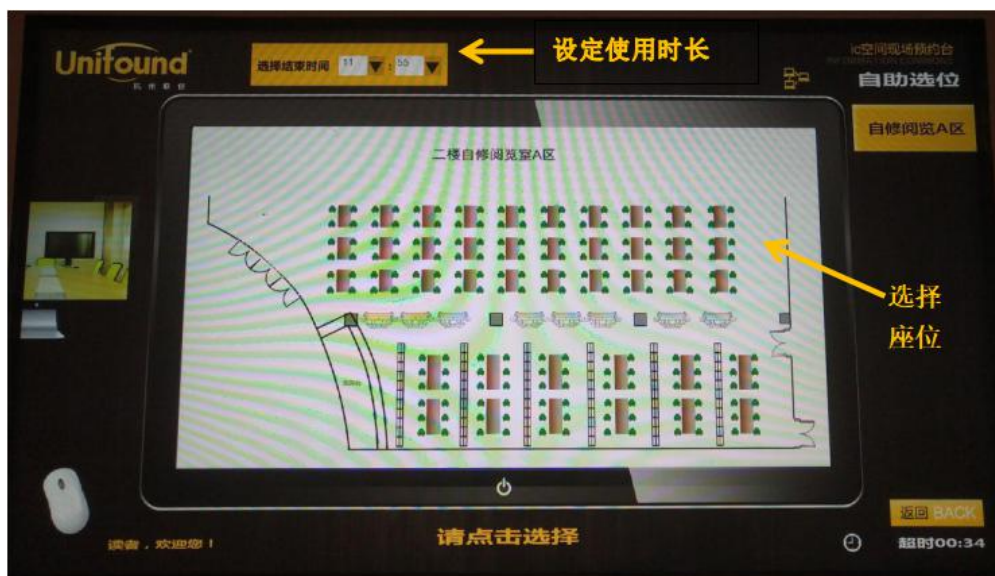 设定使用时长
ic空间现场预约台
Unifound
选择结束时间 11 : 55
自助选位
自修阅览A区
二楼自修阅览室A区
选择
座位
请点击选择
返回 BACK
读者，欢迎您！
超时00:34